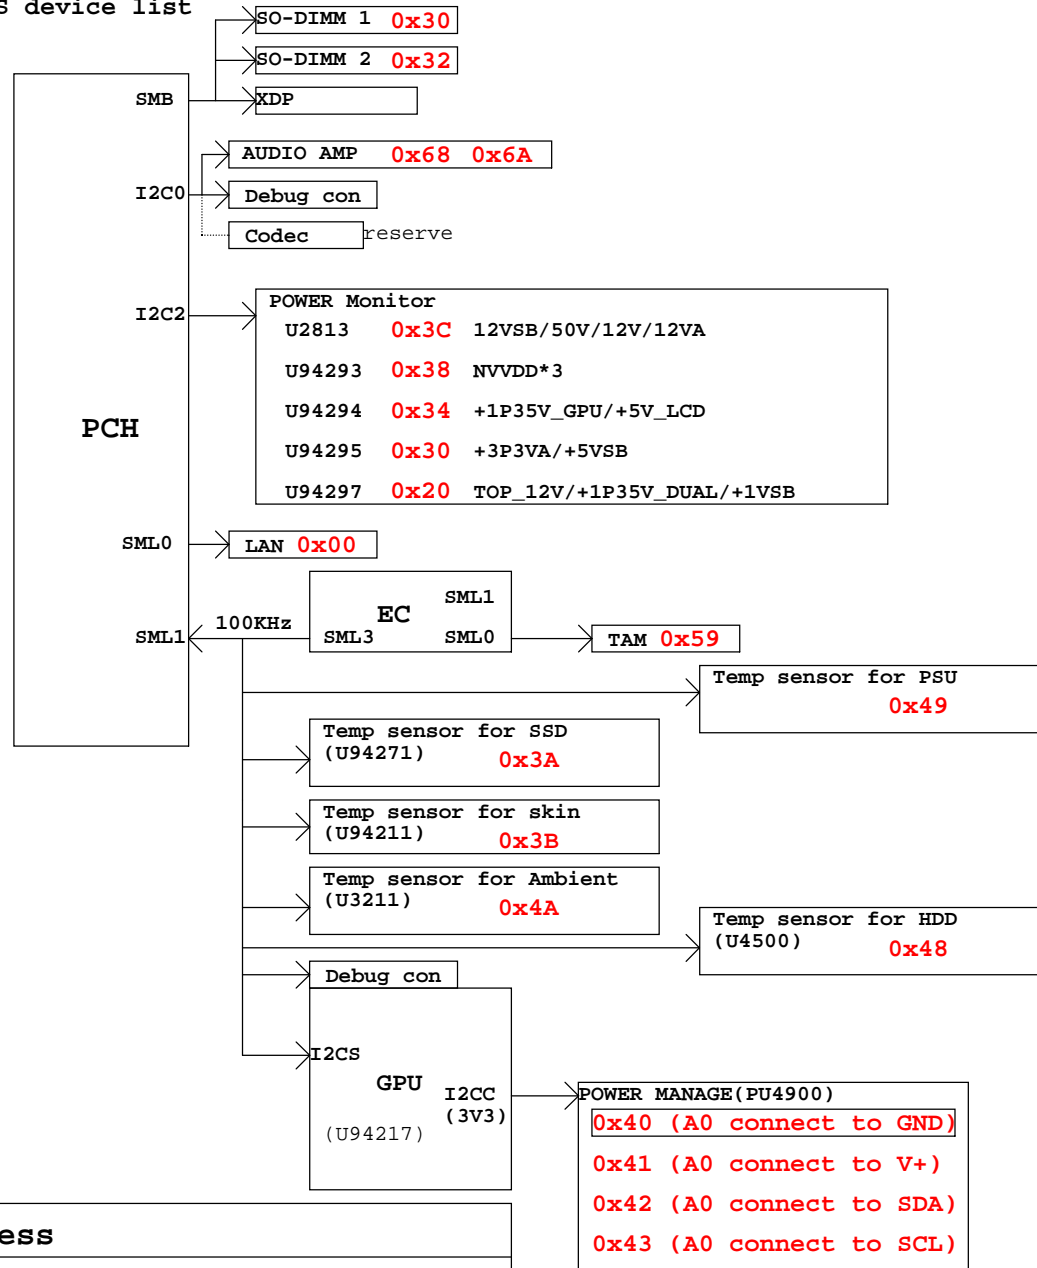 S device list
SO-DIMM 1 0x30
SO-DIMM 2 0x32
SMB
XDP
AUDIO AMP 0x68 0x6A
I2C0
Debug con
Codec reserve
I2C2
POWER Monitor
U2813 0x3C 12VSB/50V/12V/12VA
U94293 0x38 NVVDD*3
U94294 0x34 +1P35V_GPU/+5V_LCD
PCH
U94295 0x30 +3P3VA/+5VSB
U94297 0x20 TOP_12V/+1P35V_DUAL/+1VSB
SML0
LAN 0x00
SML1
EC
100KHz
SML1
SML3
SML0
TAM 0x59
Temp sensor for PSU
0x49
Temp sensor for SSD
(U94271)
0x3A
Temp sensor for skin
(U94211)
0x3B
Temp sensor for Ambient
(U3211)
0x4A
Temp sensor for HDD
(U4500)
0x48
Debug con
I2CS
GPU
I2CC
(3V3)
(U94217)
POWER MANAGE(PU4900)
0x40 (A0 connect to GND)
0x41 (A0 connect to V+)
0x42 (A0 connect to SDA)
0x43 (A0 connect to SCL)
ess